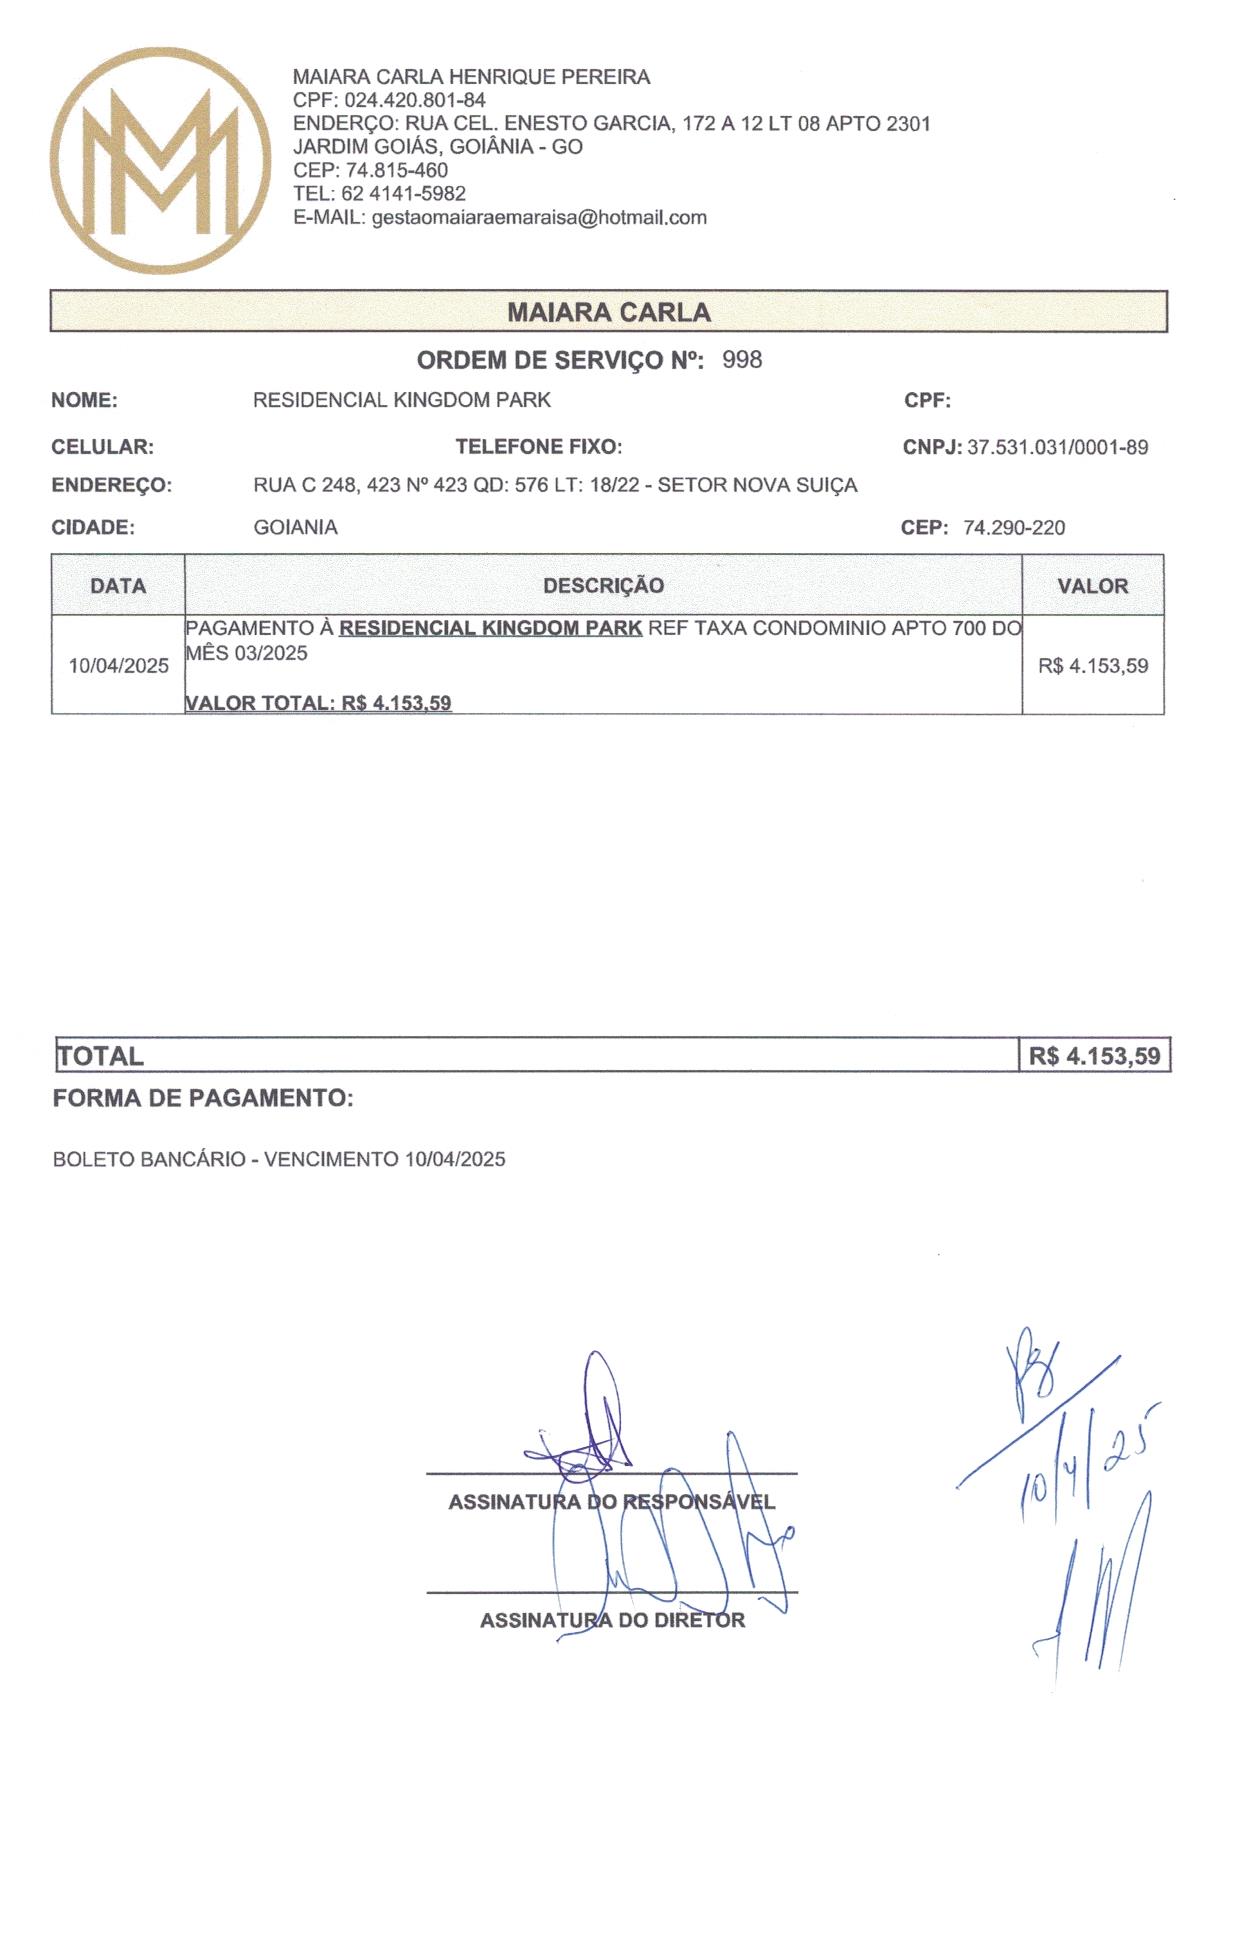 MAIARA CARLA HENRIQUE PEREIRA
CPF: 024.420.801-84
ENDERÇO: RUA CEL. ENESTO GARCIA, 172 A 12 LT 08 APTO 2301
JARDIM GOIÁS, GOIÂNIA - GO
CEP: 74.815-460
TEL: 62 4141-5982
E-MAIL: gestaomaiaraemaraisa@hotmail.com
MAIARA CARLA
ORDEM DE SERVIÇO Nº: 998
NOME: RESIDENCIAL KINGDOM PARK CPF:
CELULAR: TELEFONE FIXO: CNPJ: 37.531.031/0001-89
ENDEREÇO: RUA C 248, 423 Nº 423 QD: 576 LT: 18/22 - SETOR NOVA SUIÇA
CIDADE: GOIANIA CEP: 74.290-220
DATA DESCRIÇÃO VALOR
PAGAMENTO À RESIDENCIAL KINGDOM PARK REF TAXA CONDOMINIO APTO 700 DO
MÊS 03/2025
10/04/2025 R$ 4.153,59
VALOR TOTAL: R$ 4.153,59
TOTAL R$ 4.153,59
FORMA DE PAGAMENTO:
BOLETO BANCÁRIO - VENCIMENTO 10/04/2025
Pg
10/4/25
ASSINATURA DO RESPONSÁVEL
ASSINATURA DO DIRETOR